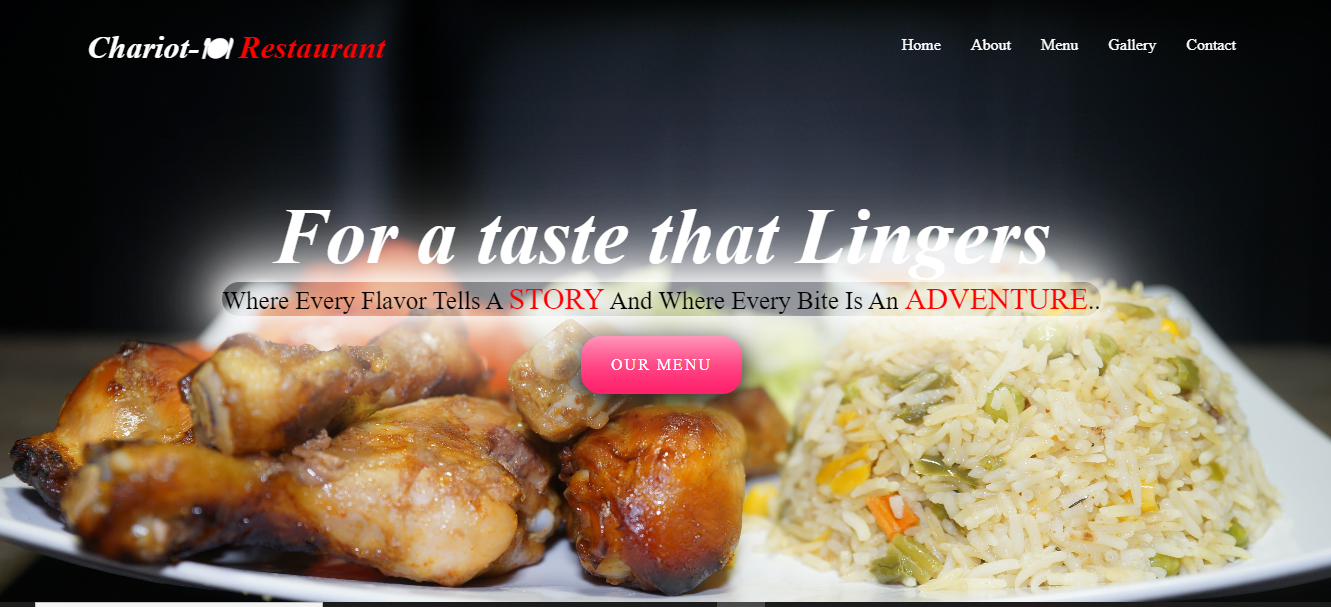 Chariot-🍽 Restaurant
Home About Menu Gallery Contact
For a taste that Lingers
Where Every Flavor Tells A STORY And Where Every Bite Is An ADVENTURE..
OUR MENU